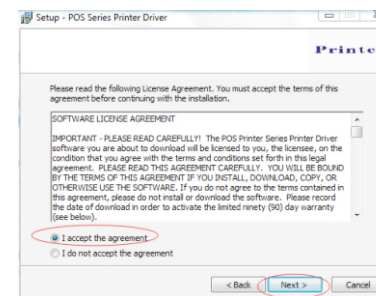 Setup - POS Series Printer Driver
Printe
Please read the following License Agreement. You must accept the terms of this
agreement before continuing with the installation.
SOFTWARE LICENSE AGREEMENT
IMPORTANT - PLEASE READ CAREFULLY! The POS Printer Series Printer Driver
software you are about to download will be licensed to you, the licensee, on the
condition that you agree with the terms and conditions set forth in this legal
agreement. PLEASE READ THIS AGREEMENT CAREFULLY. YOU WILL BE BOUND
BY THE TERMS OF THIS AGREEMENT IF YOU INSTALL, DOWNLOAD, COPY, OR
OTHERWISE USE THE SOFTWARE. If you do not agree to the terms contained in
this agreement, please do not install or download the software. Please record
the date of download in order to activate the limited ninety (90) day warranty
(see below).
I accept the agreement
I do not accept the agreement
< Back
Next >
Cancel